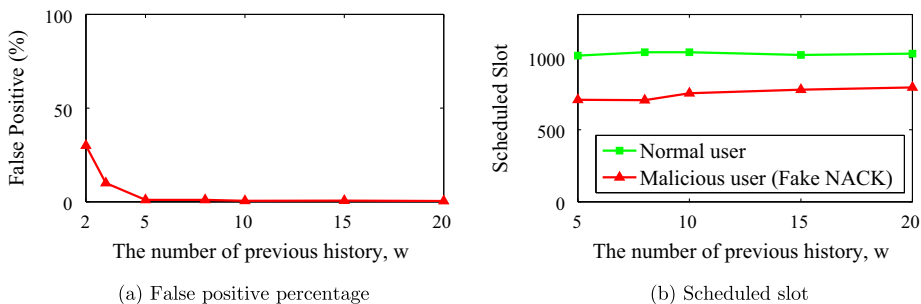 100
50
0
False Positive (%)
2 5 10 15 20
The number of previous history, w
(a) False positive percentage
1000
500
0
Scheduled Slot
Normal user
Malicious user (Fake NACK)
5 10 15 20
The number of previous history, w
(b) Scheduled slot